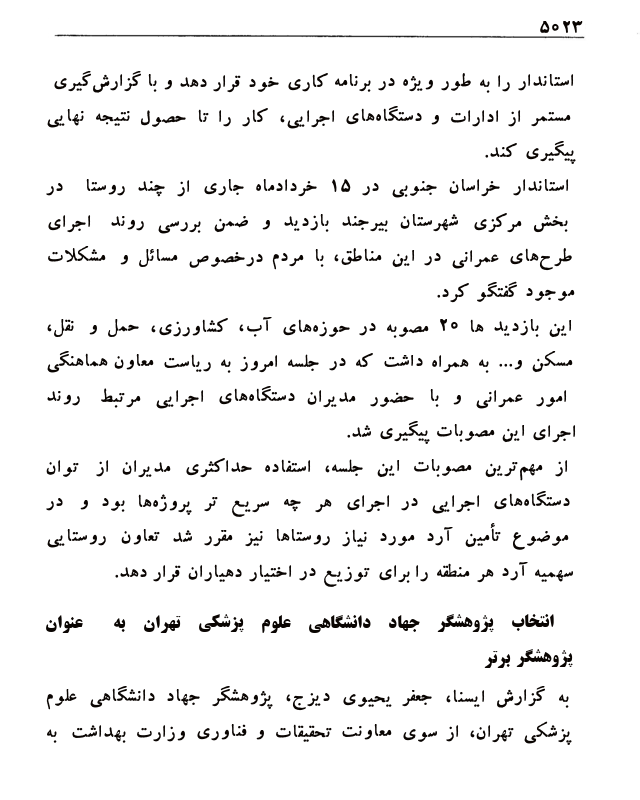 ۵۰۲۳
استاندار را به طور ویژه در برنامه کاری خود قرار دهد و با گزارش‌گیری
مستمر از ادارات و دستگاه‌های اجرایی، کار را تا حصول نتیجه نهایی
پیگیری کند.
استاندار خراسان جنوبی در ۱۵ خردادماه جاری از چند روستا در
بخش مرکزی شهرستان بیرجند بازدید و ضمن بررسی روند اجرای
طرح‌های عمرانی در این مناطق، با مردم درخصوص مسائل و مشکلات
موجود گفتگو کرد.
این بازدید ها ۲۰ مصوبه در حوزه‌های آب، کشاورزی، حمل و نقل،
مسکن و... به همراه داشت که در جلسه امروز به ریاست معاون هماهنگی
امور عمرانی و با حضور مدیران دستگاه‌های اجرایی مرتبط روند
اجرای این مصوبات پیگیری شد.
از مهم‌ترین مصوبات این جلسه، استفاده حداکثری مدیران از توان
دستگاه‌های اجرایی در اجرای هر چه سریع تر پروژه‌ها بود و در
موضوع تأمین آرد مورد نیاز روستاها نیز مقرر شد تعاون روستایی
سهمیه آرد هر منطقه را برای توزیع در اختیار دهیاران قرار دهد.
انتخاب پژوهشگر جهاد دانشگاهی علوم پزشکی تهران به عنوان
پژوهشگر برتر
به گزارش ایسنا، جعفر یحیوی دیزج، پژوهشگر جهاد دانشگاهی علوم
پزشکی تهران، از سوی معاونت تحقیقات و فناوری وزارت بهداشت به